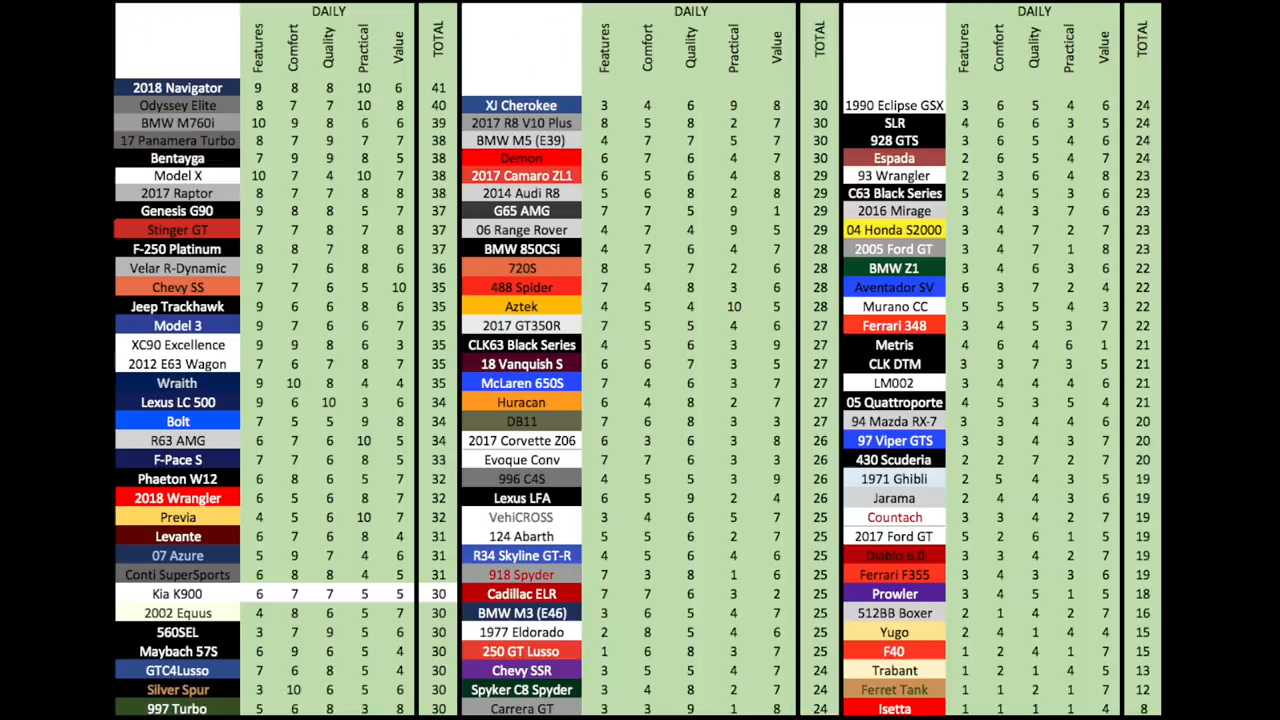 DAILY
Features Comfort Quality Practical Value TOTAL
2018 Navigator 9 8 8 10 6 41
Odyssey Elite 8 7 7 10 8 40
BMW M760i 10 9 8 6 6 39
17 Panamera Turbo 8 7 9 7 7 38
Bentayga 7 9 9 8 5 38
Model X 10 7 4 10 7 38
2017 Raptor 8 7 7 8 8 38
Genesis G90 9 8 8 5 7 37
Stinger GT 9 7 6 8 7 37
F-250 Platinum 8 8 7 8 6 37
Velar R-Dynamic 9 7 6 8 6 36
Chevy SS 7 7 6 5 10 35
Jeep Trackhawk 9 6 6 8 6 35
Model 3 9 7 6 6 7 35
XC90 Excellence 9 9 8 6 3 35
2012 E63 Wagon 7 6 7 8 7 35
Wraith 9 10 8 4 4 35
Lexus LC 500 9 6 10 3 6 34
Bolt 7 5 5 9 8 34
R63 AMG 6 7 6 10 5 34
F-Pace S 7 7 6 8 5 33
Phaeton W12 6 8 6 5 7 32
2018 Wrangler 6 5 6 8 7 32
Previa 4 5 6 10 7 32
Levante 6 7 6 8 4 31
07 Azure 5 9 7 4 6 31
Conti SuperSports 6 8 8 4 5 31
Kia K900 6 7 7 5 5 30
2002 Equus 4 8 6 5 7 30
560SEL 3 7 9 5 6 30
Maybach 57S 6 9 6 5 4 30
GTC4Lusso 7 6 8 5 4 30
Silver Spur 3 10 6 5 6 30
997 Turbo 5 6 8 3 8 30
DAILY
Features Comfort Quality Practical Value TOTAL
XJ Cherokee 3 4 6 9 8 30
2017 R8 V10 Plus 8 5 8 2 7 30
BMW M5 (E39) 4 7 7 5 7 30
Demon 6 7 6 4 7 30
2017 Camaro ZL1 6 5 6 4 8 29
2014 Audi R8 5 6 8 2 8 29
G65 AMG 7 7 5 9 1 29
06 Range Rover 4 7 4 9 5 29
BMW 850CSi 4 7 6 4 7 28
720S 8 5 7 2 6 28
488 Spider 7 4 8 3 6 28
Aztek 4 5 4 10 5 28
2017 GT350R 7 5 5 4 6 27
CLK63 Black Series 4 5 6 3 9 27
18 Vanquish S 7 5 5 3 7 27
McLaren 650S 7 4 6 3 7 27
Huracan 6 4 8 2 7 27
DB11 7 6 8 3 3 27
2017 Corvette Z06 6 3 6 3 8 26
Evoque Conv 7 7 6 3 3 26
996 C4S 4 5 5 3 9 26
Lexus LFA 6 5 9 2 4 26
VehiCROSS 3 4 6 5 7 25
124 Abarth 5 5 6 3 6 25
R34 Skyline GT-R 4 5 6 4 6 25
918 Spyder 7 3 8 1 6 25
Cadillac ELR 7 7 6 3 2 25
BMW M3 (E46) 3 6 5 4 7 25
1977 Eldorado 2 8 5 4 6 25
250 GT Lusso 1 6 8 3 7 25
Chevy SSR 3 5 5 4 7 24
Spyker C8 Spyder 3 4 8 2 7 24
Carrera GT 3 3 9 1 8 24
DAILY
Features Comfort Quality Practical Value TOTAL
1990 Eclipse GSX 3 6 5 4 6 24
SLR 4 6 6 3 5 24
928 GTS 3 6 5 3 7 24
Espada 2 6 5 4 7 24
93 Wrangler 2 3 6 4 8 23
C63 Black Series 5 4 5 3 6 23
2016 Mirage 3 4 3 7 6 23
04 Honda S2000 3 4 7 2 7 23
2005 Ford GT 3 4 7 1 8 23
BMW Z1 3 4 6 3 6 22
Aventador SV 6 3 7 2 4 22
Murano CC 5 5 5 4 3 22
Ferrari 348 3 4 5 3 7 22
Metris 4 6 4 6 1 21
CLK DTM 3 3 7 3 5 21
LM002 3 4 4 4 6 21
05 Quattroporte 4 5 3 5 4 21
94 Mazda RX-7 3 3 4 4 6 20
97 Viper GTS 3 3 4 3 7 20
430 Scuderia 2 2 7 2 7 20
1971 Ghibli 2 5 4 3 5 19
Jarama 2 4 4 3 6 19
Countach 3 3 4 2 7 19
2017 Ford GT 5 2 6 1 5 19
Diablo 6.0 3 3 4 2 7 19
Ferrari F355 3 4 3 3 6 19
Prowler 3 4 5 1 5 18
512BB Boxer 2 1 4 2 7 16
Yugo 2 4 1 4 4 15
F40 1 2 4 1 7 15
Trabant 1 2 1 4 5 13
Ferret Tank 1 1 2 1 7 12
Isetta 1 1 1 1 4 8